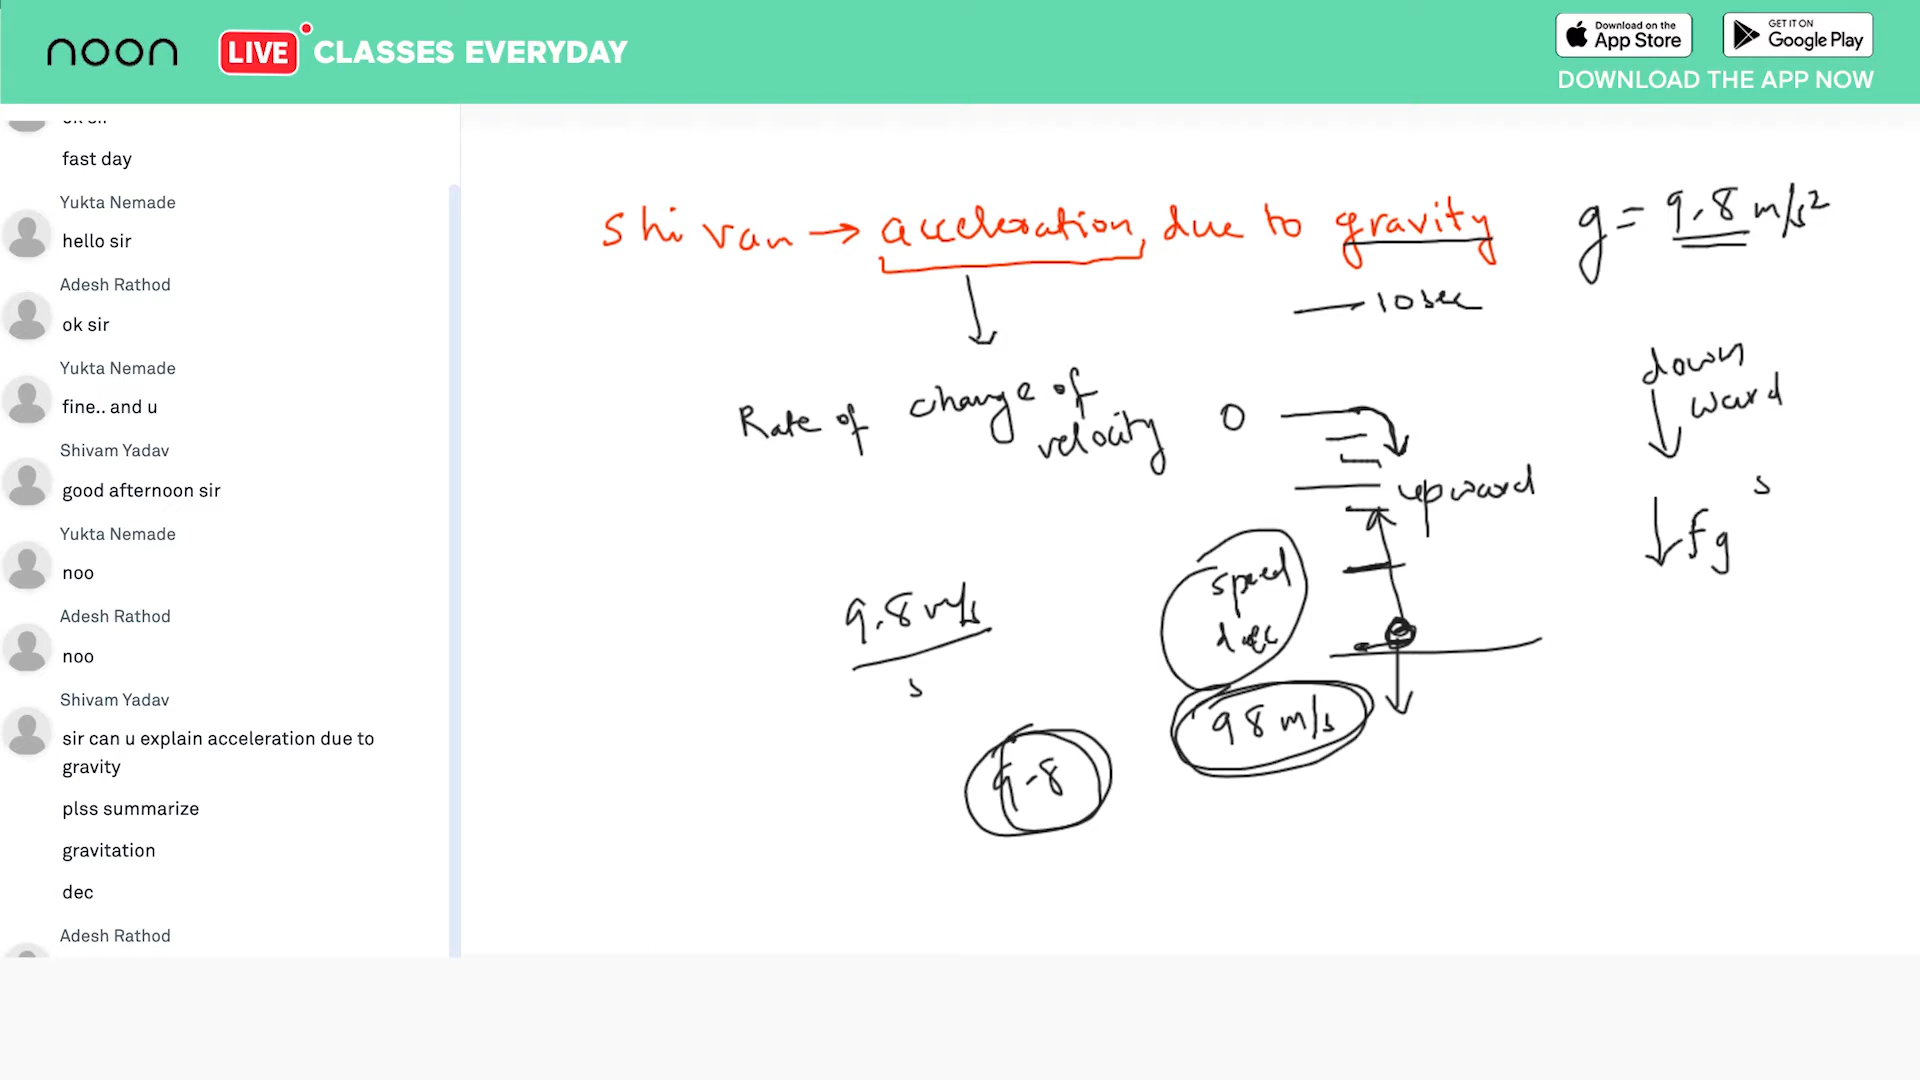 noon LIVE CLASSES EVERYDAY
Download on the App Store
GET IT ON Google Play
DOWNLOAD THE APP NOW
ok sir
fast day
Yukta Nemade
hello sir
Adesh Rathod
ok sir
Yukta Nemade
fine.. and u
Shivam Yadav
good afternoon sir
Yukta Nemade
noo
Adesh Rathod
noo
Shivam Yadav
sir can u explain acceleration due to
gravity
plss summarize
gravitation
dec
Adesh Rathod
shivan → acceleration, due to gravity
g = 9.8 m/s²
10 sec
Rate of change of
velocity
0
upward
down
ward
s
fg
speed
dec
9.8 m/s
s
98 m/s
9.8